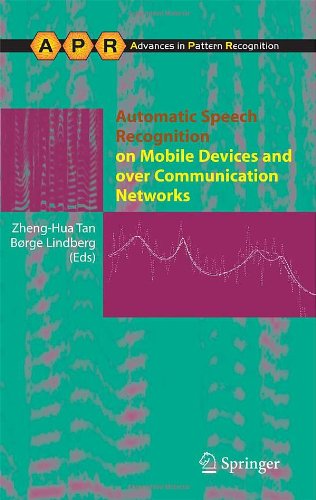 A P R Advances in Pattern Recognition
Automatic Speech
Recognition
on Mobile Devices and
over Communication
Networks
Zheng-Hua Tan
Børge Lindberg
(Eds)
Springer